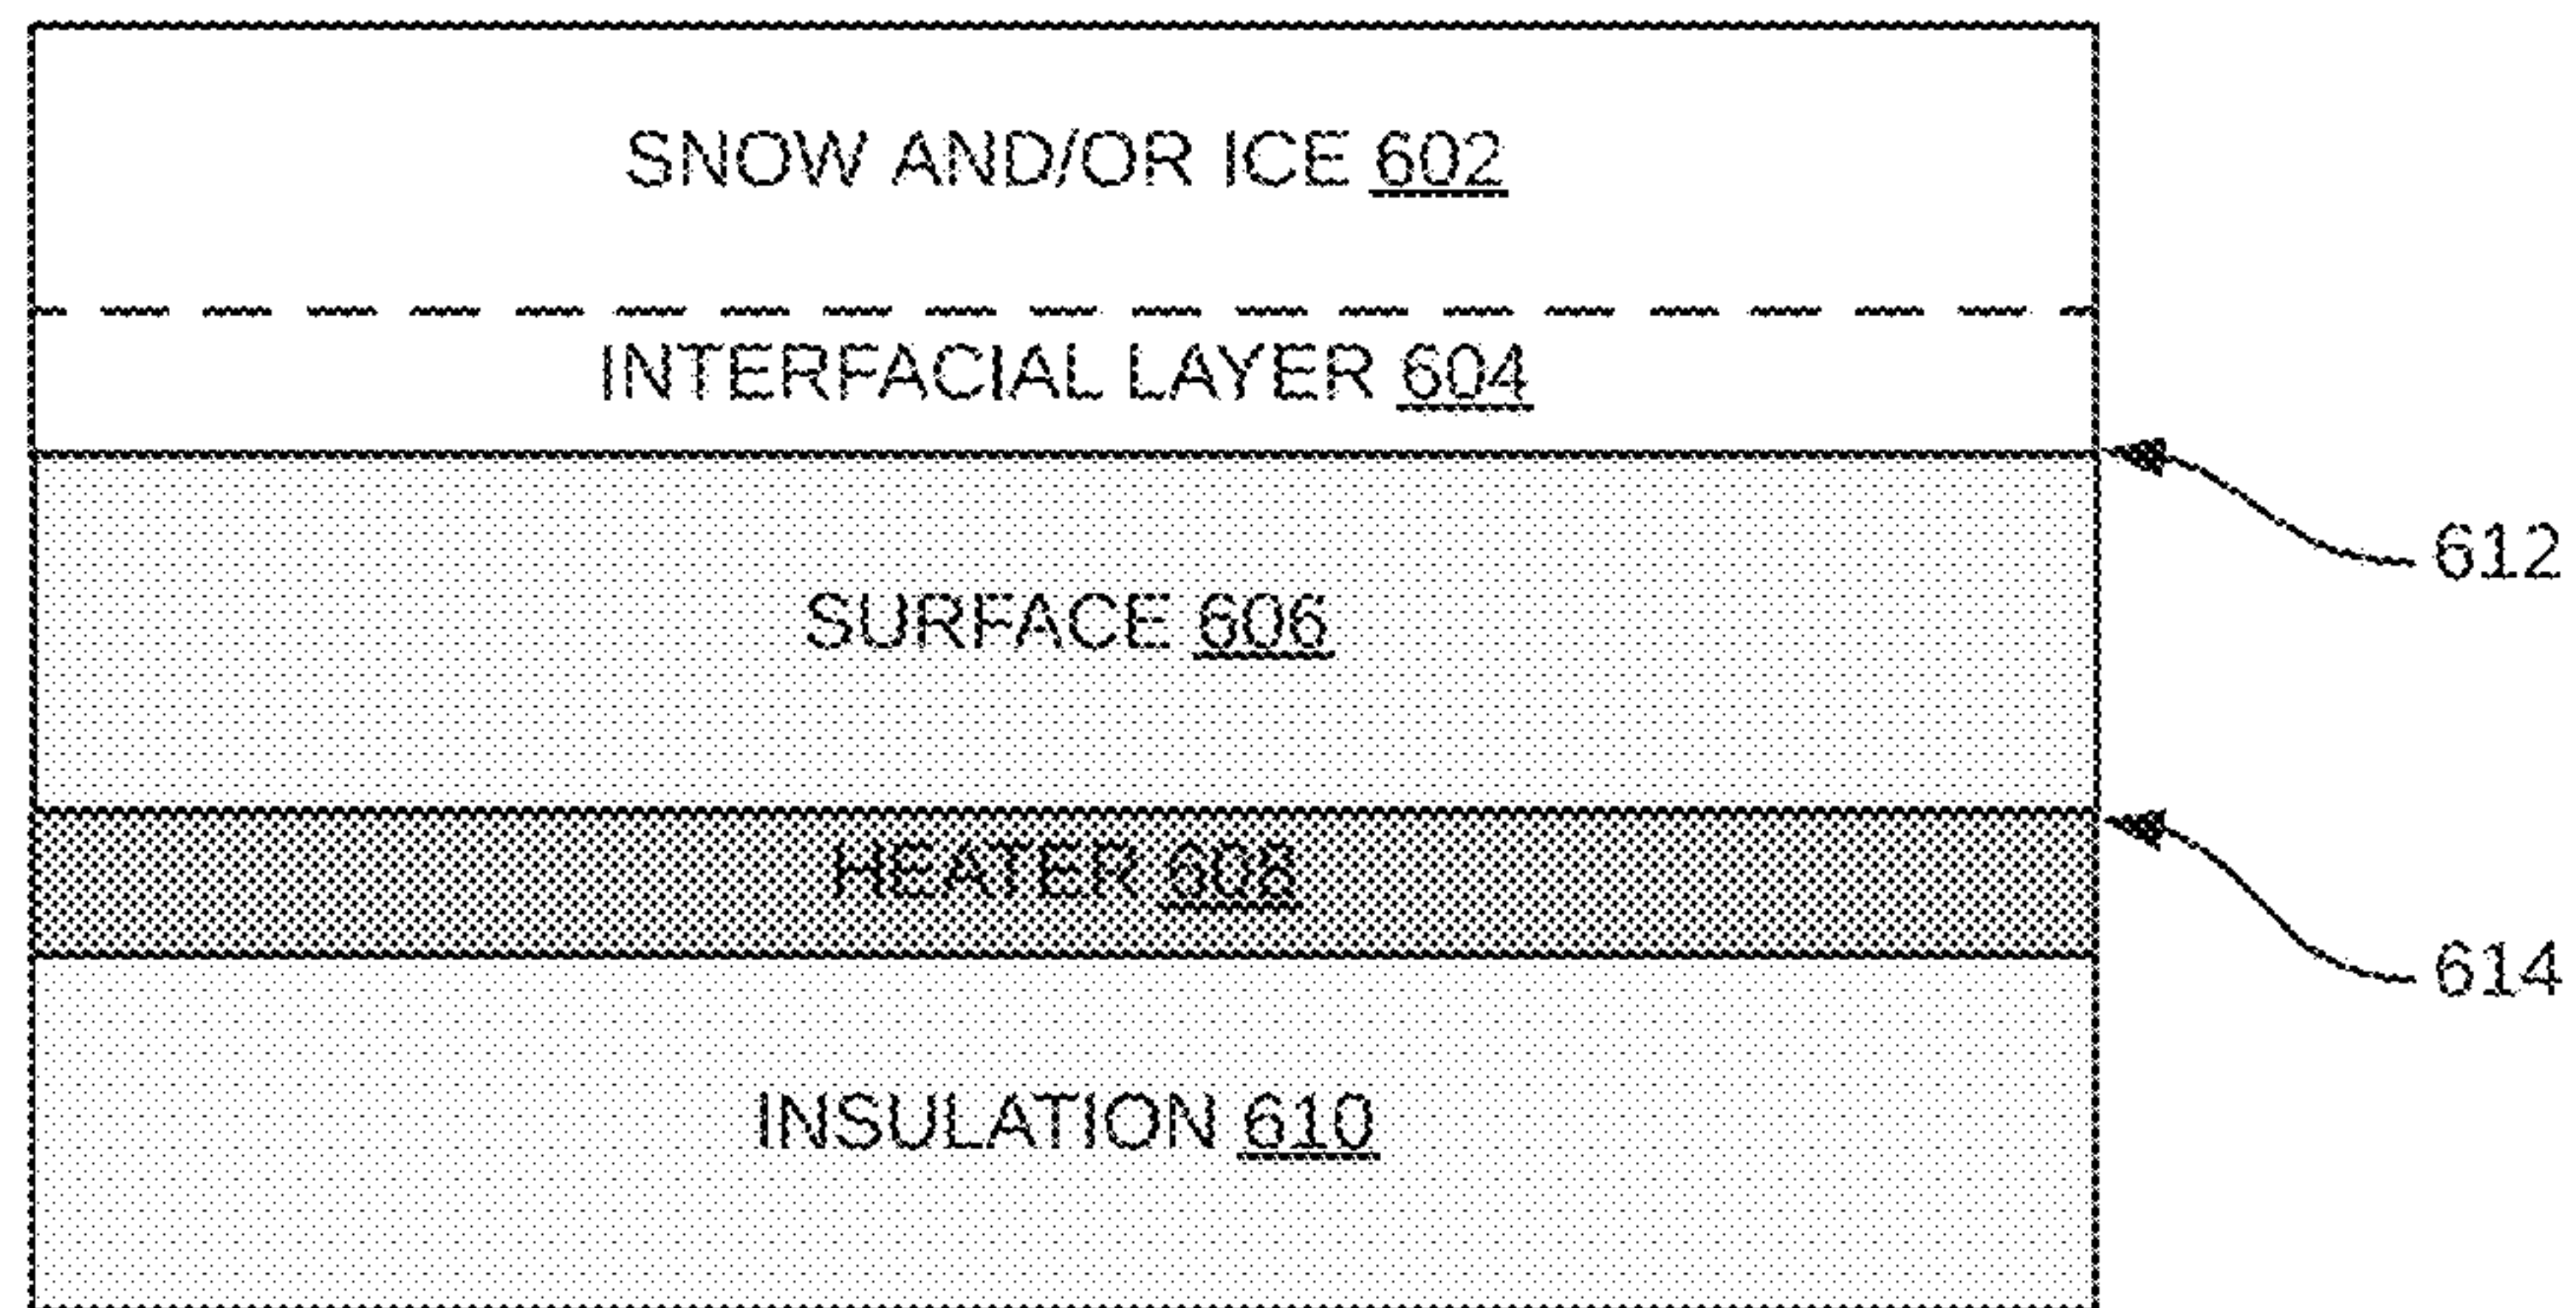 SNOW AND/OR ICE 602
INTERFACIAL LAYER 604
612
SURFACE 606
HEATER 608
614
INSULATION 610